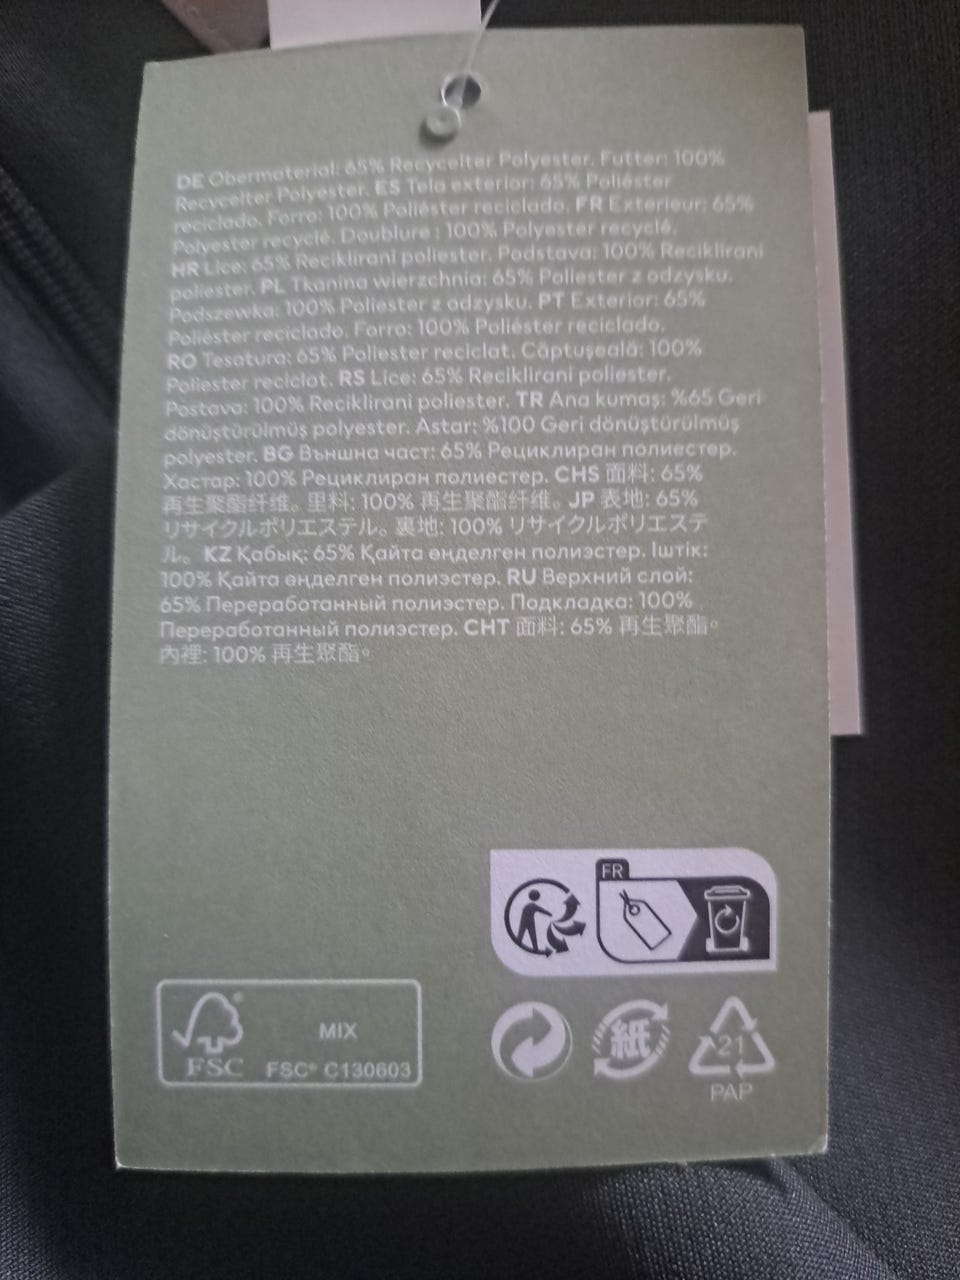 DE Obermaterial: 65% Recycelter Polyester. Futter: 100%
Recycelter Polyester. ES Tela exterior: 65% Poliéster
reciclado. Forro: 100% Poliéster reciclado. FR Exterieur: 65%
Polyester recyclé. Doublure : 100% Polyester recyclé.
HR Lice: 65% Reciklirani poliester. Podstava: 100% Reciklirani
poliester. PL Tkanina wierzchnia: 65% Poliester z odzysku.
Podszewka: 100% Poliester z odzysku. PT Exterior: 65%
Poliéster reciclado. Forro: 100% Poliéster reciclado.
RO Tesatura: 65% Poliester reciclat. Căptușeală: 100%
Poliester reciclat. RS Lice: 65% Reciklirani poliester.
Postava: 100% Reciklirani poliester. TR Ana kumaş: %65 Geri
dönüştürülmüş polyester. Astar: %100 Geri dönüştürülmüş
polyester. BG Външна част: 65% Рециклиран полиестер.
Хастар: 100% Рециклиран полиестер. CHS 面料: 65%
再生聚酯纤维。里料: 100% 再生聚酯纤维。JP 表地: 65%
リサイクルポリエステル。裏地: 100% リサイクルポリエステ
ル。KZ Қабық: 65% Қайта өңделген полиэстер. Іштік:
100% Қайта өңделген полиэстер. RU Верхний слой:
65% Переработанный полиэстер. Подкладка: 100%
Переработанный полиэстер. CHT 面料: 65% 再生聚酯。
內裡: 100% 再生聚酯。
FR
MIX
FSC
FSC® C130603
紙
21
PAP